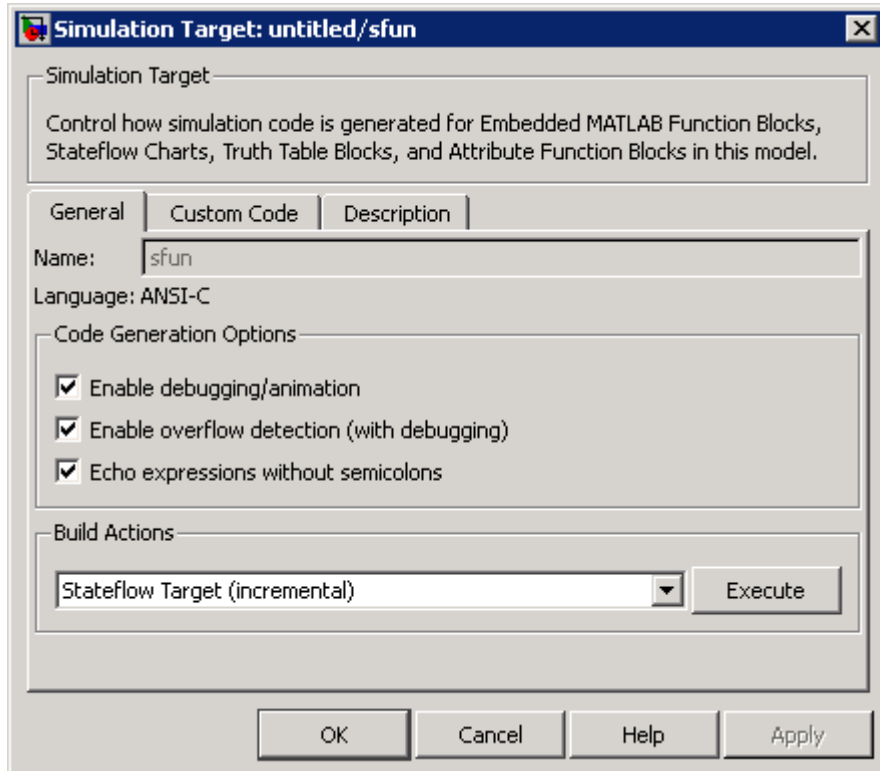 Simulation Target: untitled/sfun
Simulation Target
Control how simulation code is generated for Embedded MATLAB Function Blocks,
Stateflow Charts, Truth Table Blocks, and Attribute Function Blocks in this model.
General Custom Code Description
Name: sfun
Language: ANSI-C
Code Generation Options
Enable debugging/animation
Enable overflow detection (with debugging)
Echo expressions without semicolons
Build Actions
Stateflow Target (incremental) Execute
OK Cancel Help Apply